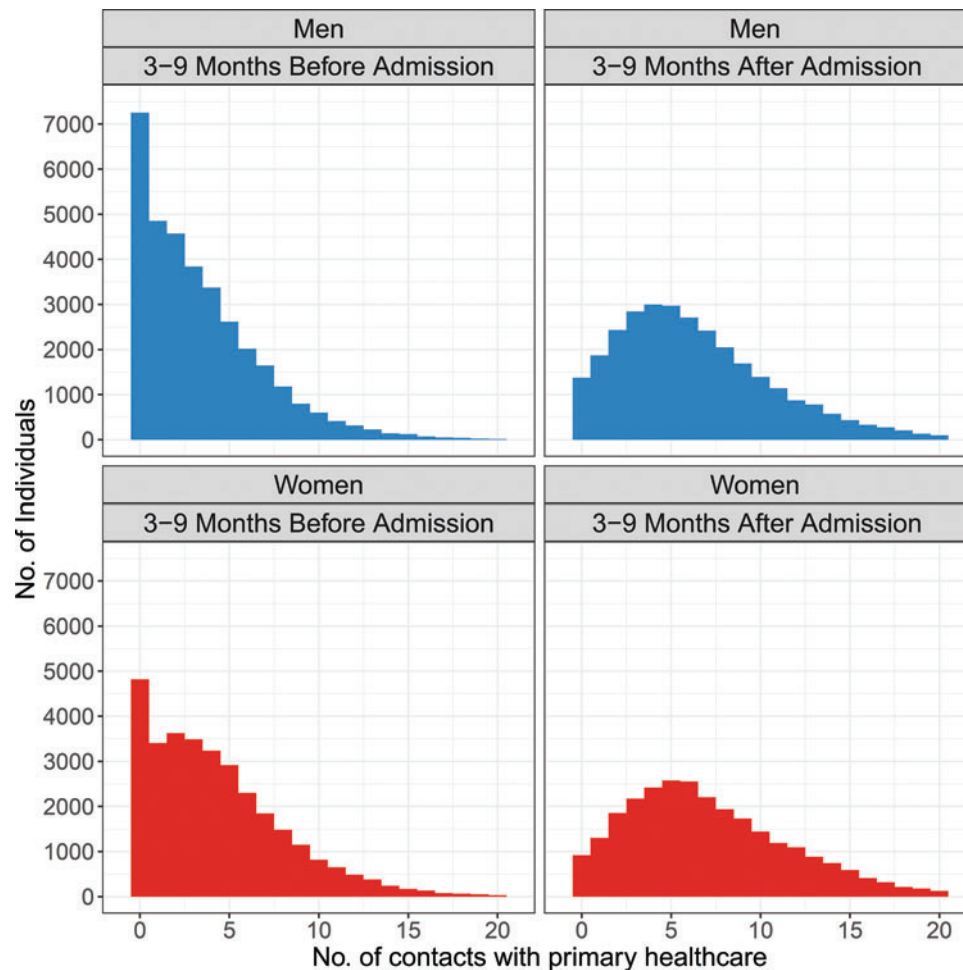 Men
Men
3−9 Months Before Admission
3−9 Months After Admission
7000
6000
5000
4000
3000
2000
1000
0
No. of Individuals
Women
Women
3−9 Months Before Admission
3−9 Months After Admission
7000
6000
5000
4000
3000
2000
1000
0
0 5 10 15 20
0 5 10 15 20
No. of contacts with primary healthcare